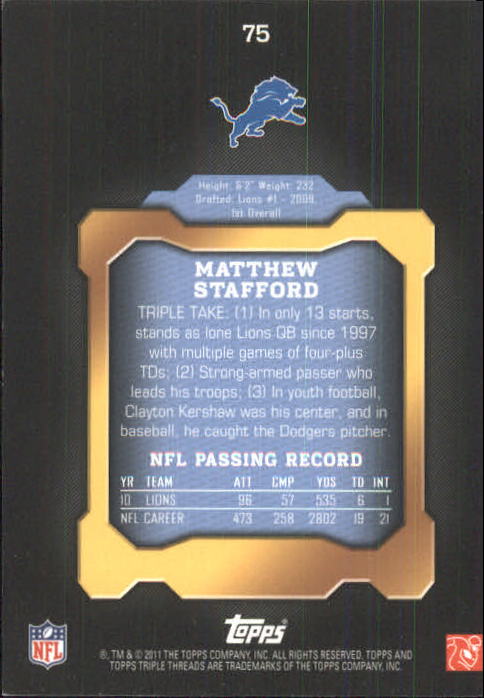 75
Height: 6'2" Weight: 232
Drafted: Lions #1 - 2009,
1st Overall
MATTHEW
STAFFORD
TRIPLE TAKE: (1) In only 13 starts,
stands as lone Lions QB since 1997
with multiple games of four-plus
TDs; (2) Strong-armed passer who
leads his troops; (3) In youth football,
Clayton Kershaw was his center, and in
baseball, he caught the Dodgers pitcher.
NFL PASSING RECORD
YR TEAM ATT CMP YDS TD INT
10 LIONS 96 57 535 6 1
NFL CAREER 473 258 2802 19 21
NFL
Topps
®, TM & © 2011 THE TOPPS COMPANY, INC. ALL RIGHTS RESERVED. TOPPS AND
TOPPS TRIPLE THREADS ARE TRADEMARKS OF THE TOPPS COMPANY, INC.